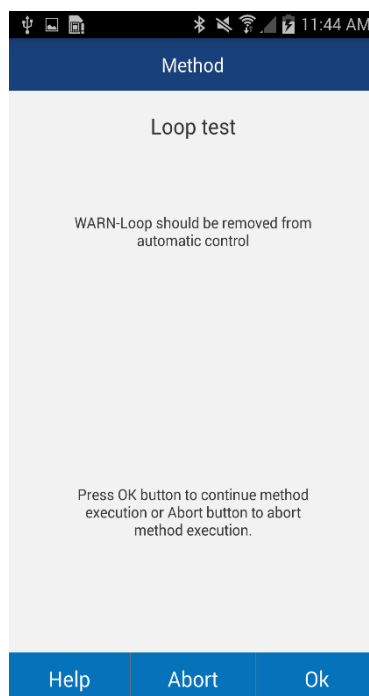 11:44 AM
Method
Loop test
WARN-Loop should be removed from
automatic control
Press OK button to continue method
execution or Abort button to abort
method execution.
Help Abort Ok